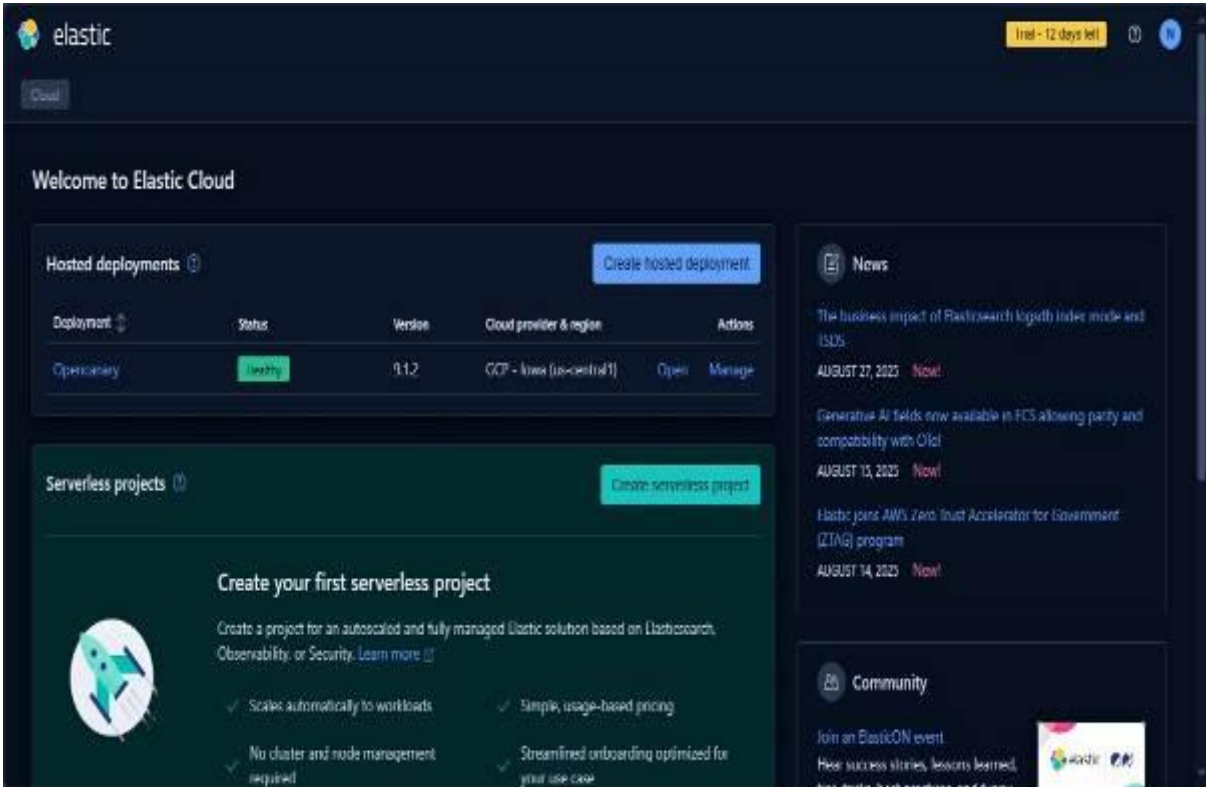 elastic
Trial - 12 days left
N
Cloud
Welcome to Elastic Cloud
Hosted deployments
Create hosted deployment
Deployment Status Version Cloud provider & region Actions
Opencanary Healthy 9.1.2 GCP - Iowa (us-central1) Open Manage
Serverless projects
Create serverless project
Create your first serverless project
Create a project for an autoscaled and fully managed Elastic solution based on Elasticsearch,
Observability, or Security. Learn more
Scales automatically to workloads
Simple, usage-based pricing
No cluster and node management
required
Streamlined onboarding optimized for
your use case
News
The business impact of Elasticsearch logsdb index mode and
TSDS
AUGUST 27, 2025 New!
Generative AI fields now available in ECS allowing parity and
compatibility with OTel
AUGUST 15, 2025 New!
Elastic joins AWS Zero Trust Accelerator for Government
(ZTAG) program
AUGUST 14, 2025 New!
Community
Join an ElasticON event
Hear success stories, lessons learned,
elastic